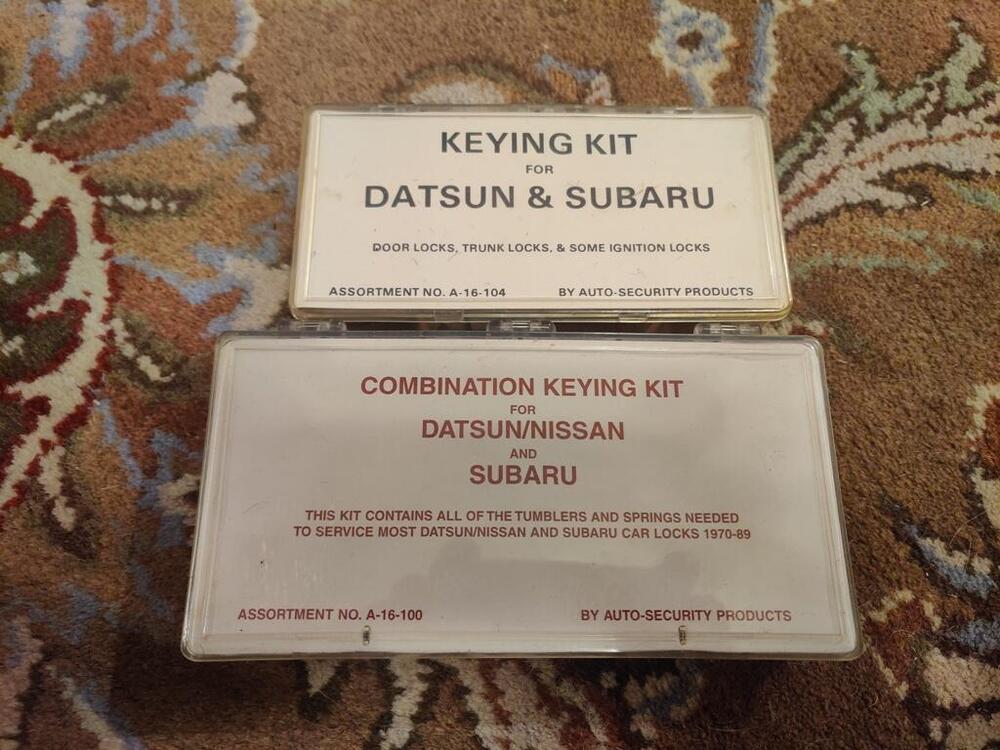 KEYING KIT
FOR
DATSUN & SUBARU
DOOR LOCKS, TRUNK LOCKS, & SOME IGNITION LOCKS
ASSORTMENT NO. A-16-104 BY AUTO-SECURITY PRODUCTS
COMBINATION KEYING KIT
FOR
DATSUN/NISSAN
AND
SUBARU
THIS KIT CONTAINS ALL OF THE TUMBLERS AND SPRINGS NEEDED
TO SERVICE MOST DATSUN/NISSAN AND SUBARU CAR LOCKS 1970-89
ASSORTMENT NO. A-16-100 BY AUTO-SECURITY PRODUCTS